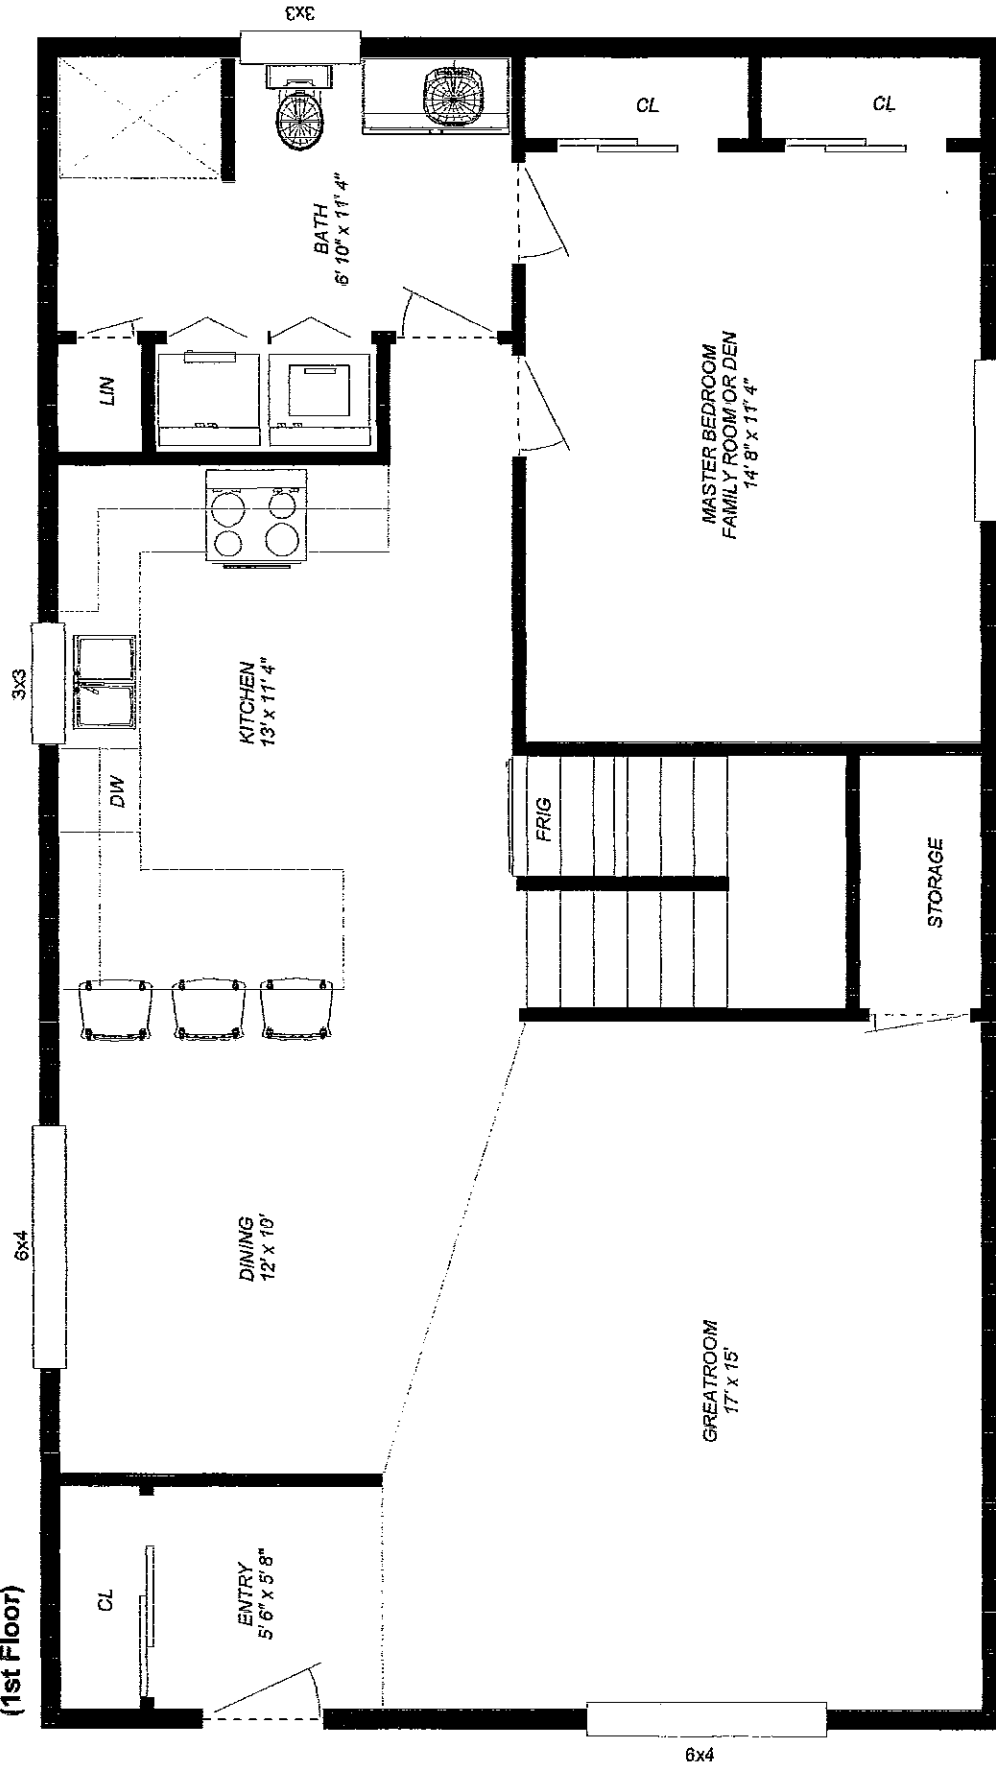 (1st Floor)
3x3
CL
CL
BATH
6' 10" x 11' 4"
LIN
MASTER BEDROOM
FAMILY ROOM OR DEN
14' 8" x 11' 4"
3x3
KITCHEN
13' x 11' 4"
DW
FRIG
STORAGE
6x4
DINING
12' x 10'
GREATROOM
17' x 15'
CL
ENTRY
5' 6" x 5' 8"
6x4